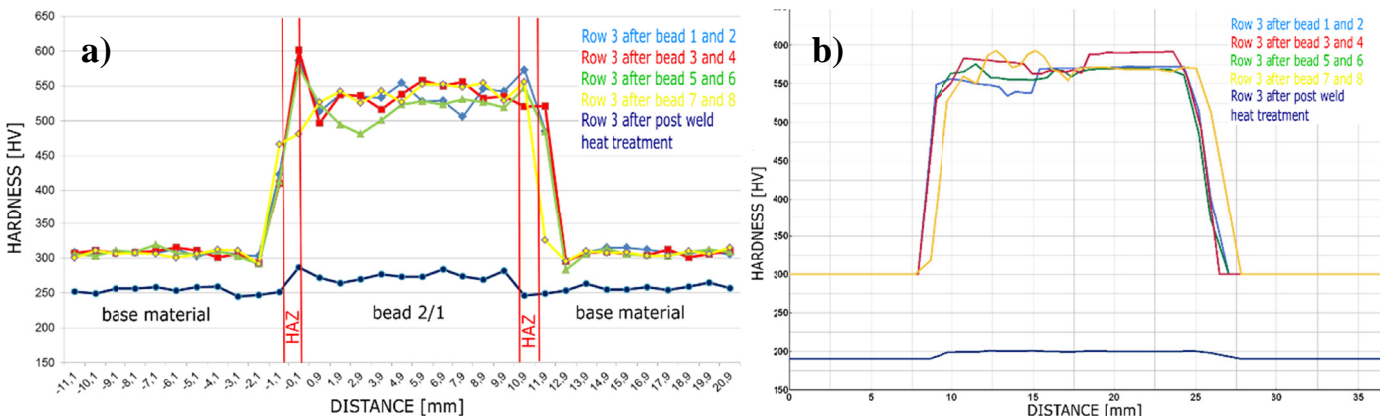 a)
650
600
550
500
450
400
350
300
250
200
150
HARDNESS [HV]
Row 3 after bead 1 and 2
Row 3 after bead 3 and 4
Row 3 after bead 5 and 6
Row 3 after bead 7 and 8
Row 3 after post weld
heat treatment
base material
HAZ
bead 2/1
HAZ
base material
-11,1 -10,1 -9,1 -8,1 -7,1 -6,1 -5,1 -4,1 -3,1 -2,1 -1,1 -0,1 0,9 1,9 2,9 3,9 4,9 5,9 6,9 7,9 8,9 9,9 10,9 11,9 12,9 13,9 14,9 15,9 16,9 17,9 18,9 19,9 20,9
DISTANCE [mm]
b)
600
550
500
450
400
350
300
250
200
150
HARDNESS [HV]
Row 3 after bead 1 and 2
Row 3 after bead 3 and 4
Row 3 after bead 5 and 6
Row 3 after bead 7 and 8
Row 3 after post weld
heat treatment
0 5 10 15 20 25 30 35
DISTANCE [mm]